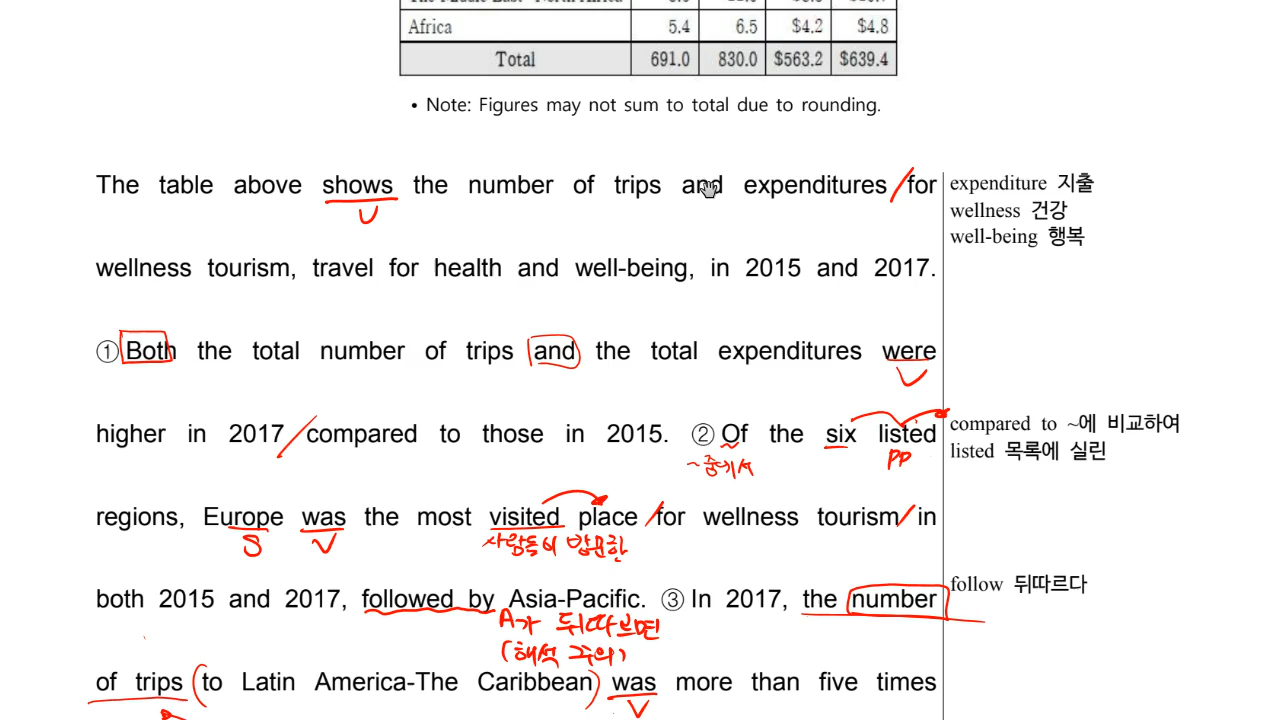 Africa 5.4 6.5 $4.2 $4.8
Total 691.0 830.0 $563.2 $639.4
• Note: Figures may not sum to total due to rounding.
The table above shows the number of trips and expenditures for
V
expenditure 지출
wellness 건강
well-being 행복
wellness tourism, travel for health and well-being, in 2015 and 2017.
① Both the total number of trips and the total expenditures were
V
higher in 2017 compared to those in 2015. ② Of the six listed
~중에서
PP
compared to ~에 비교하여
listed 목록에 실린
regions, Europe was the most visited place for wellness tourism in
S V 사람들이 방문한
both 2015 and 2017, followed by Asia-Pacific. ③ In 2017, the number
follow 뒤따르다
A가 뒤따르면
(해석 주의)
of trips (to Latin America-The Caribbean) was more than five times
V